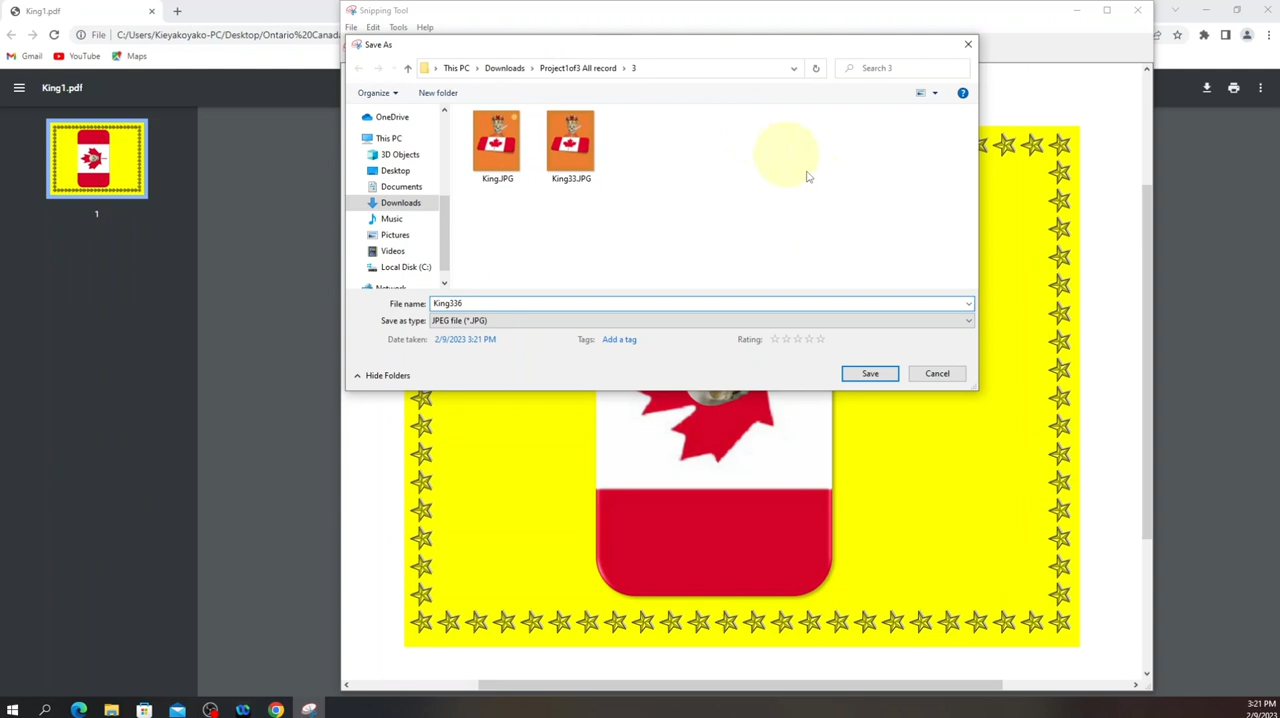 King1.pdf
Snipping Tool
File
C:/Users/Kieyakoyako-PC/Desktop/Ontario%20Canada
File Edit Tools Help
Gmail YouTube Maps
Save As
This PC Downloads Project1of3 All record 3
Search 3
King1.pdf
Organize New folder
OneDrive
This PC
3D Objects
Desktop
Documents
Downloads
Music
Pictures
Videos
Local Disk (C:)
Network
King.JPG King33.JPG
1
File name: King336
Save as type: JPEG file (*.JPG)
Date taken: 2/9/2023 3:21 PM Tags: Add a tag Rating:
Hide Folders Save Cancel
3:21 PM
2/9/2023